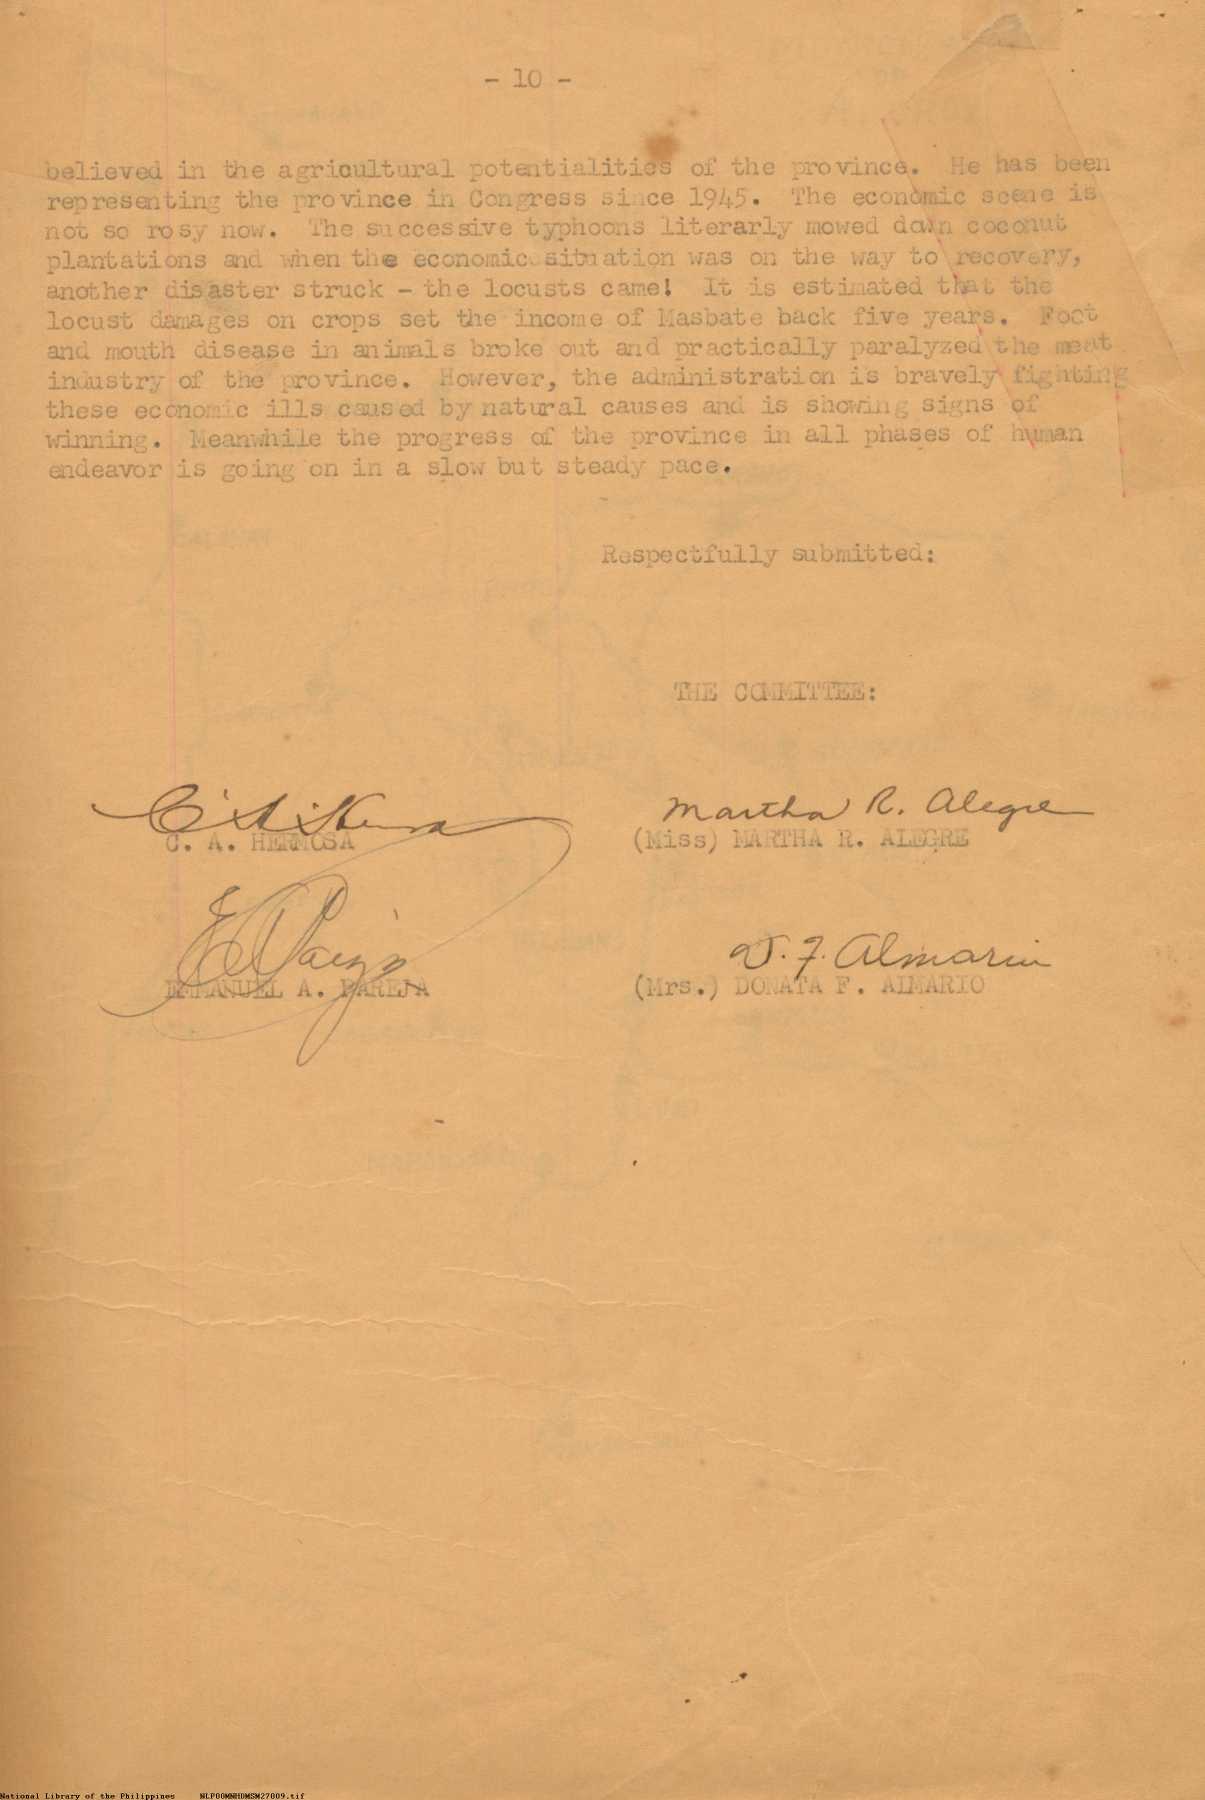 - 10 -
believed in the agricultural potentialities of the province. He has been
representing the province in Congress since 1945. The economic scene is
not so rosy now. The successive typhoons literarly mowed down coconut
plantations and when the economic situation was on the way to recovery,
another disaster struck - the locusts came! It is estimated that the
locust damages on crops set the income of Masbate back five years. Foot
and mouth disease in animals broke out and practically paralyzed the meat
industry of the province. However, the administration is bravely fighting
these economic ills caused by natural causes and is showing signs of
winning. Meanwhile the progress of the province in all phases of human
endeavor is going on in a slow but steady pace.
Respectfully submitted:
THE COMMITTEE:
Martha R. Alegre
C. A. HERMOSA (Miss) MARTHA R. ALEGRE
D. F. Almario
EMMANUEL A. PAREJA (Mrs.) DONATA F. ALMARIO
National Library of the Philippines NLP00MNHDMSM27009.tif